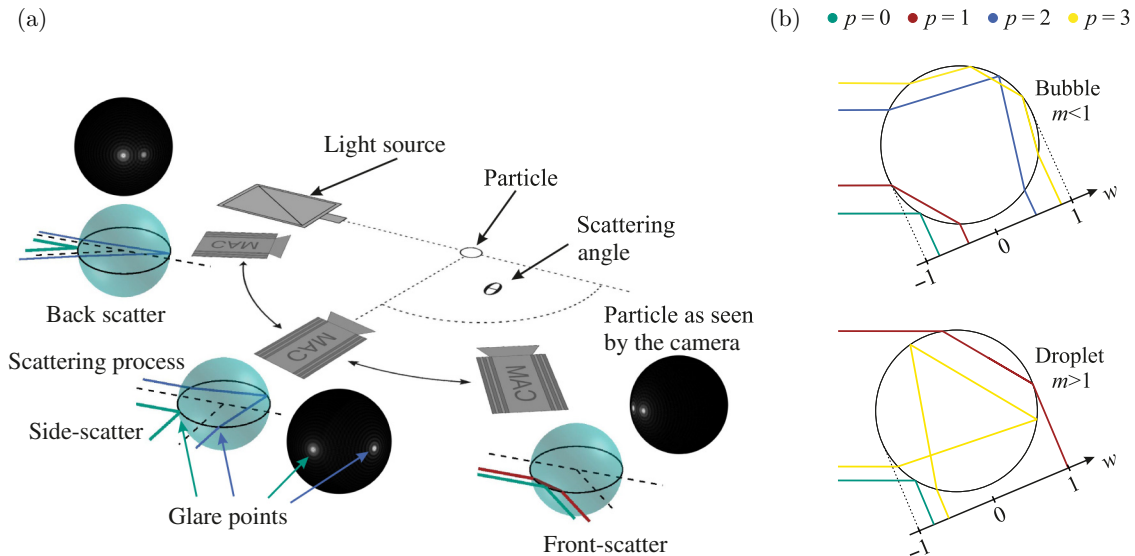 (a)
Light source
Particle
Scattering
angle
θ
CAM
CAM
CAM
Back scatter
Particle as seen
by the camera
Scattering process
Side-scatter
Glare points
Front-scatter
(b)
p = 0 p = 1 p = 2 p = 3
Bubble
m<1
w
1
0
−1
Droplet
m>1
w
1
0
−1